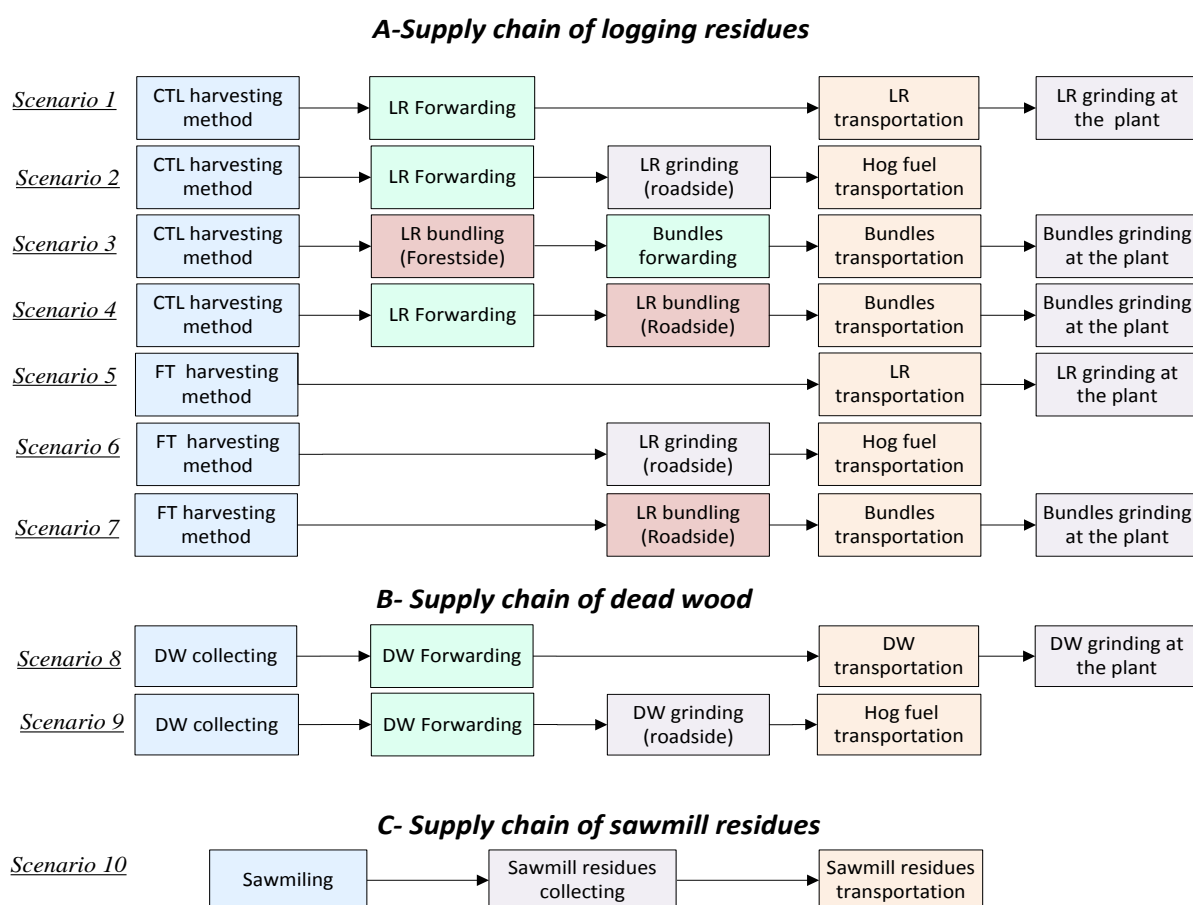 A-Supply chain of logging residues
Scenario 1
CTL harvesting
method
LR Forwarding
LR
transportation
LR grinding at
the plant
Scenario 2
CTL harvesting
method
LR Forwarding
LR grinding
(roadside)
Hog fuel
transportation
Scenario 3
CTL harvesting
method
LR bundling
(Forestside)
Bundles
forwarding
Bundles
transportation
Bundles grinding
at the plant
Scenario 4
CTL harvesting
method
LR Forwarding
LR bundling
(Roadside)
Bundles
transportation
Bundles grinding
at the plant
Scenario 5
FT harvesting
method
LR
transportation
LR grinding at
the plant
Scenario 6
FT harvesting
method
LR grinding
(roadside)
Hog fuel
transportation
Scenario 7
FT harvesting
method
LR bundling
(Roadside)
Bundles
transportation
Bundles grinding
at the plant
B- Supply chain of dead wood
Scenario 8
DW collecting
DW Forwarding
DW
transportation
DW grinding at
the plant
Scenario 9
DW collecting
DW Forwarding
DW grinding
(roadside)
Hog fuel
transportation
C- Supply chain of sawmill residues
Scenario 10
Sawmiling
Sawmill residues
collecting
Sawmill residues
transportation